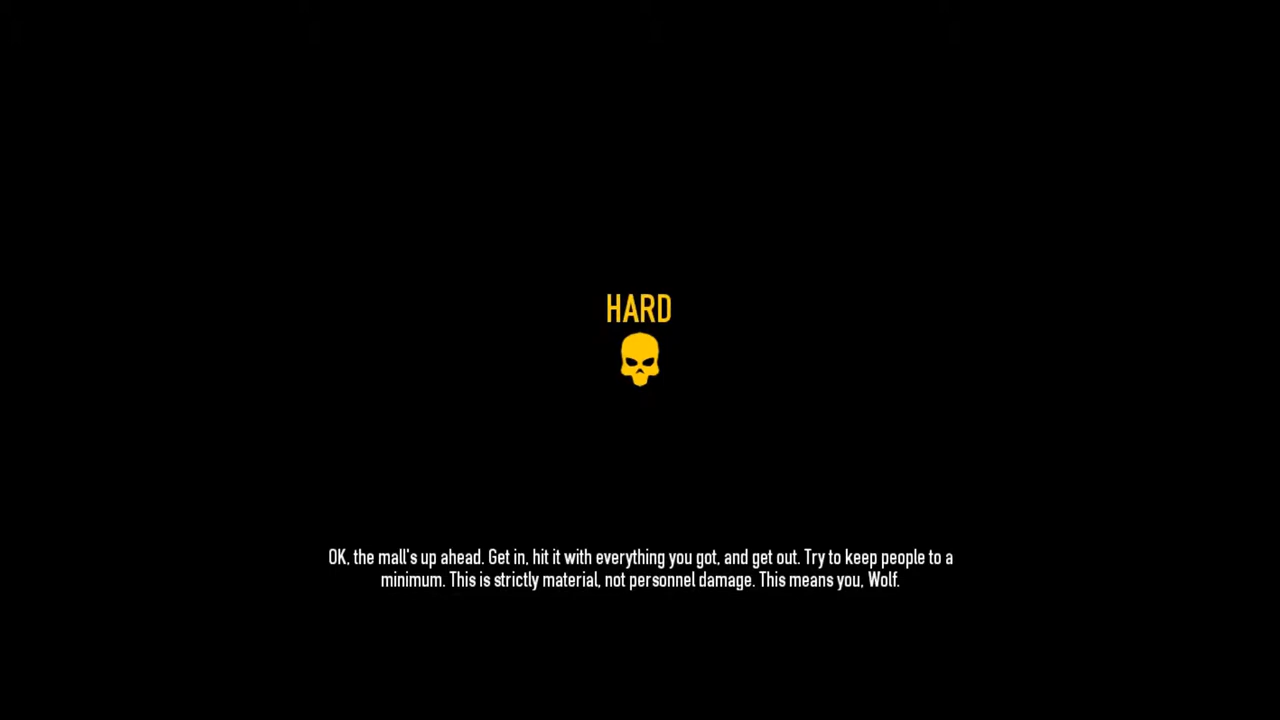 HARD
OK, the mall's up ahead. Get in, hit it with everything you got, and get out. Try to keep people to a
minimum. This is strictly material, not personnel damage. This means you, Wolf.